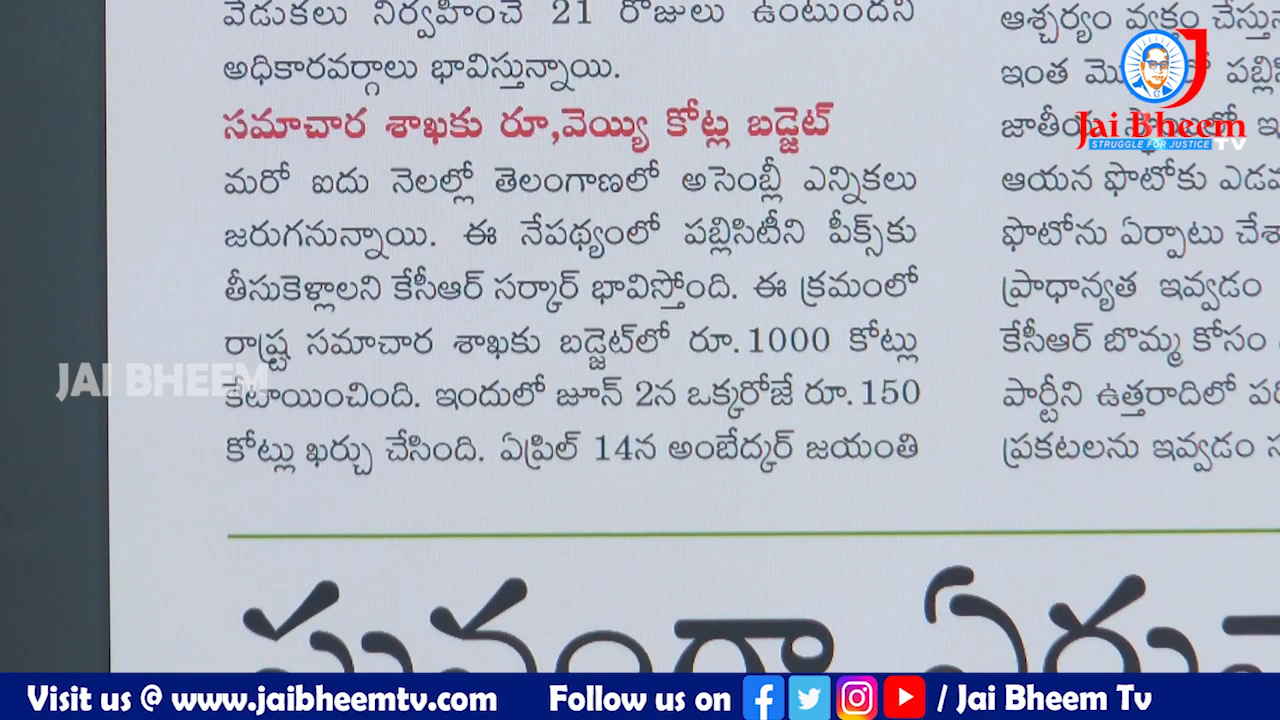 వేడుకలు నిర్వహించే 21 రోజులు ఉంటుందని
అధికారవర్గాలు భావిస్తున్నాయి.
సమాచార శాఖకు రూ,వెయ్యి కోట్ల బడ్జెట్
మరో ఐదు నెలల్లో తెలంగాణలో అసెంబ్లీ ఎన్నికలు
జరుగనున్నాయి. ఈ నేపథ్యంలో పబ్లిసిటీని పీక్స్‌కు
తీసుకెళ్లాలని కేసీఆర్ సర్కార్ భావిస్తోంది. ఈ క్రమంలో
రాష్ట్ర సమాచార శాఖకు బడ్జెట్‌లో రూ.1000 కోట్లు
కేటాయించింది. ఇందులో జూన్ 2న ఒక్కరోజే రూ.150
కోట్లు ఖర్చు చేసింది. ఏప్రిల్ 14న అంబేద్కర్ జయంతి
ఆశ్చర్యం వ్యక్తం
ఇంత
ఆయన ఫొటోకు
ఫొటోను ఏర్పాటు
ప్రాధాన్యత ఇవ్వడం
కేసీఆర్ బొమ్మ కోసం
పార్టీని ఉత్తరాదిలో
ప్రకటలను ఇవ్వడం
Jai Bheem
STRUGGLE FOR JUSTICE TV
JAI BHEEM
Visit us @ www.jaibheemtv.com Follow us on / Jai Bheem Tv